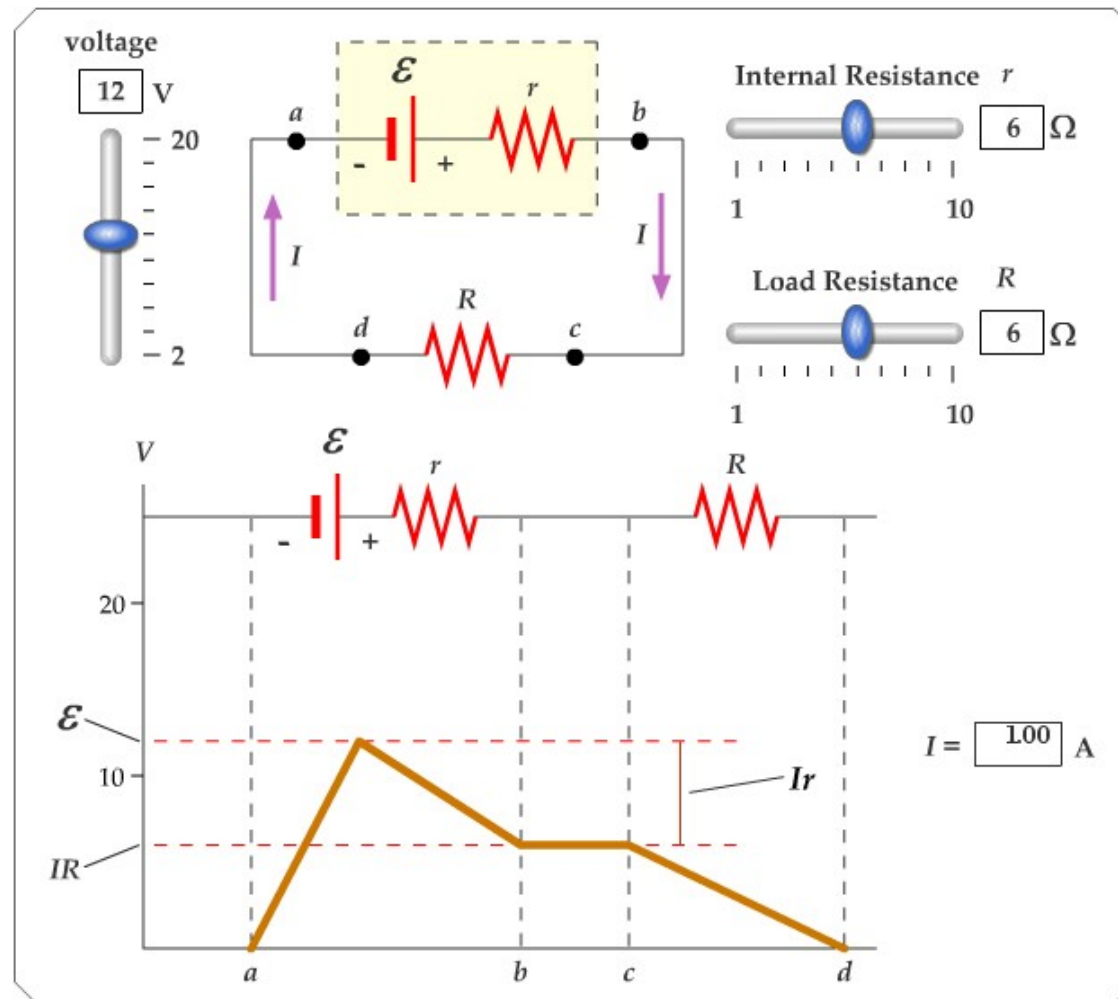 voltage
12 V
20
2
ε
r
a
b
- +
I
I
R
d
c
Internal Resistance r
6 Ω
1 10
Load Resistance R
6 Ω
1 10
V
ε
r
R
- +
20
ε
10
IR
Ir
I = 1.00 A
a b c d